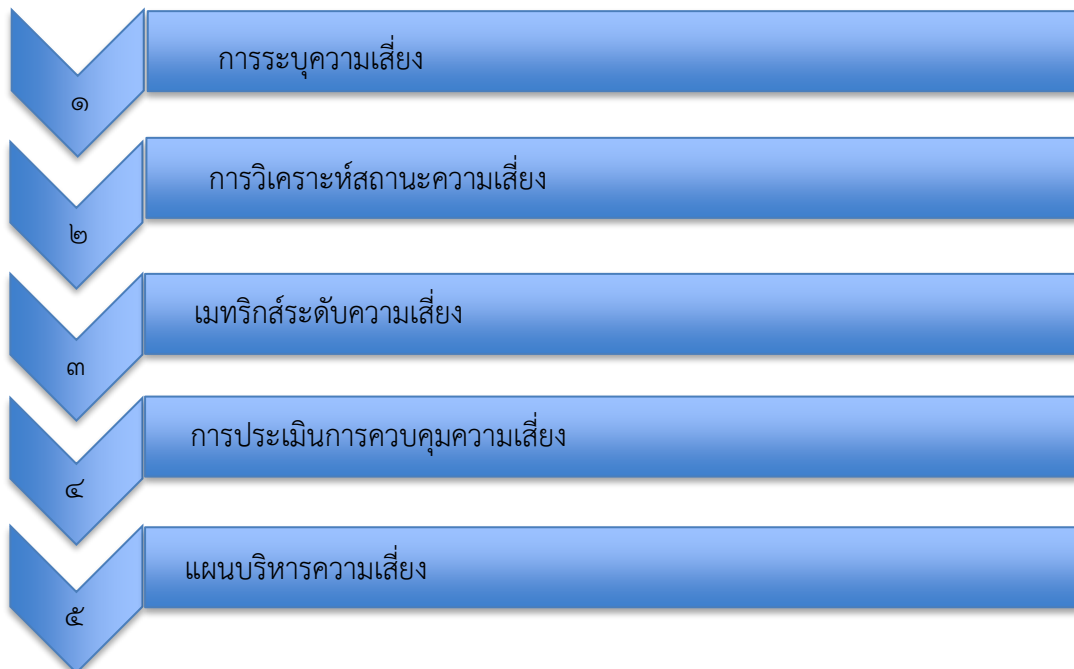 การระบุความเสี่ยง
๑
การวิเคราะห์สถานะความเสี่ยง
๒
เมทริกส์ระดับความเสี่ยง
๓
การประเมินการควบคุมความเสี่ยง
๔
แผนบริหารความเสี่ยง
๕